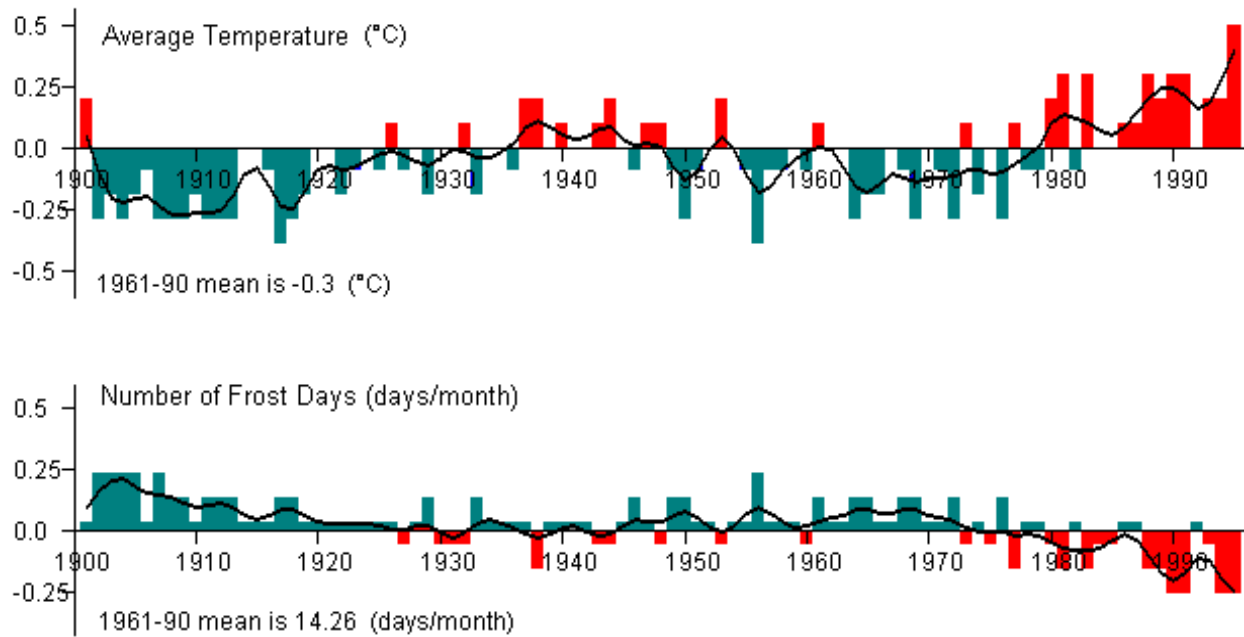 0.5
Average Temperature (°C)
0.25
0.0
1900 1910 1920 1930 1940 1950 1960 1970 1980 1990
-0.25
-0.5
1961-90 mean is -0.3 (°C)
Number of Frost Days (days/month)
0.5
0.25
0.0
1900 1910 1920 1930 1940 1950 1960 1970 1980 1990
-0.25
1961-90 mean is 14.26 (days/month)